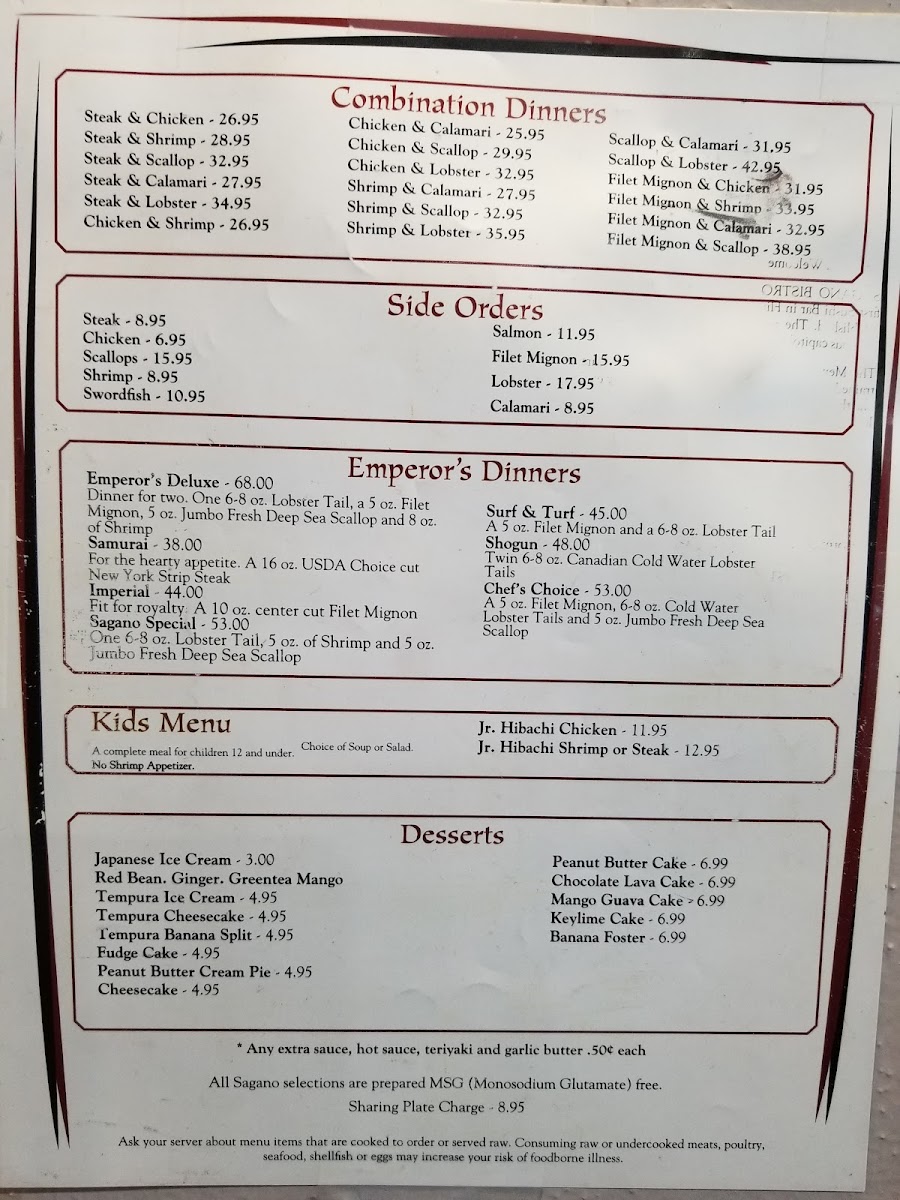 Combination Dinners
Steak & Chicken - 26.95
Steak & Shrimp - 28.95
Steak & Scallop - 32.95
Steak & Calamari - 27.95
Steak & Lobster - 34.95
Chicken & Shrimp - 26.95
Chicken & Calamari - 25.95
Chicken & Scallop - 29.95
Chicken & Lobster - 32.95
Shrimp & Calamari - 27.95
Shrimp & Scallop - 32.95
Shrimp & Lobster - 35.95
Scallop & Calamari - 31.95
Scallop & Lobster - 42.95
Filet Mignon & Chicken - 31.95
Filet Mignon & Shrimp - 33.95
Filet Mignon & Calamari - 32.95
Filet Mignon & Scallop - 38.95
Side Orders
Steak - 8.95
Chicken - 6.95
Scallops - 15.95
Shrimp - 8.95
Swordfish - 10.95
Salmon - 11.95
Filet Mignon - 15.95
Lobster - 17.95
Calamari - 8.95
Emperor's Dinners
Emperor's Deluxe - 68.00
Dinner for two. One 6-8 oz. Lobster Tail, a 5 oz. Filet
Mignon, 5 oz. Jumbo Fresh Deep Sea Scallop and 8 oz.
of Shrimp
Samurai - 38.00
For the hearty appetite. A 16 oz. USDA Choice cut
New York Strip Steak
Imperial - 44.00
Fit for royalty. A 10 oz. center cut Filet Mignon
Sagano Special - 53.00
One 6-8 oz. Lobster Tail, 5 oz. of Shrimp and 5 oz.
Jumbo Fresh Deep Sea Scallop
Surf & Turf - 45.00
A 5 oz. Filet Mignon and a 6-8 oz. Lobster Tail
Shogun - 48.00
Twin 6-8 oz. Canadian Cold Water Lobster
Tails
Chef's Choice - 53.00
A 5 oz. Filet Mignon, 6-8 oz. Cold Water
Lobster Tails and 5 oz. Jumbo Fresh Deep Sea
Scallop
Kids Menu
A complete meal for children 12 and under. Choice of Soup or Salad.
No Shrimp Appetizer.
Jr. Hibachi Chicken - 11.95
Jr. Hibachi Shrimp or Steak - 12.95
Desserts
Japanese Ice Cream - 3.00
Red Bean. Ginger. Greentea Mango
Tempura Ice Cream - 4.95
Tempura Cheesecake - 4.95
Tempura Banana Split - 4.95
Fudge Cake - 4.95
Peanut Butter Cream Pie - 4.95
Cheesecake - 4.95
Peanut Butter Cake - 6.99
Chocolate Lava Cake - 6.99
Mango Guava Cake - 6.99
Keylime Cake - 6.99
Banana Foster - 6.99
* Any extra sauce, hot sauce, teriyaki and garlic butter .50¢ each
All Sagano selections are prepared MSG (Monosodium Glutamate) free.
Sharing Plate Charge - 8.95
Ask your server about menu items that are cooked to order or served raw. Consuming raw or undercooked meats, poultry,
seafood, shellfish or eggs may increase your risk of foodborne illness.